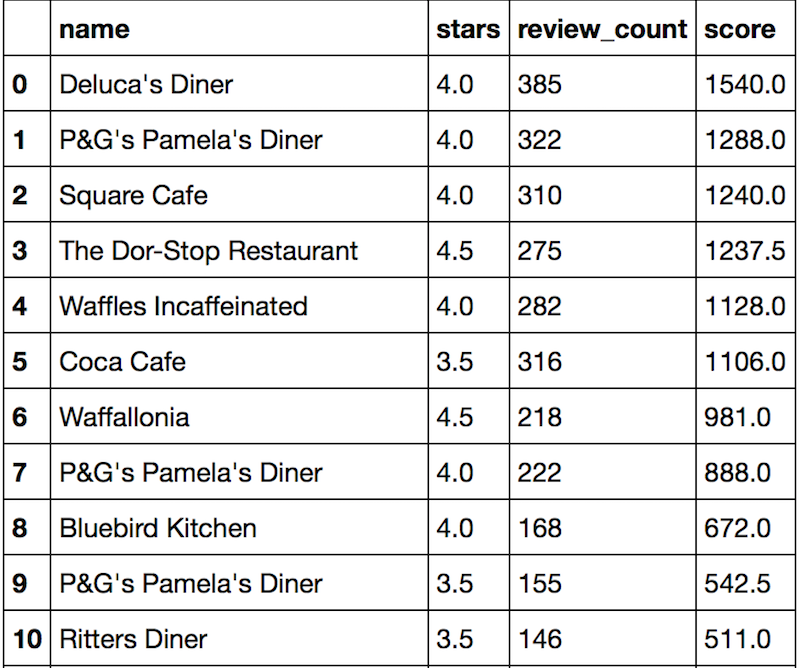 name stars review_count score
0 Deluca's Diner 4.0 385 1540.0
1 P&G's Pamela's Diner 4.0 322 1288.0
2 Square Cafe 4.0 310 1240.0
3 The Dor-Stop Restaurant 4.5 275 1237.5
4 Waffles Incaffeinated 4.0 282 1128.0
5 Coca Cafe 3.5 316 1106.0
6 Waffallonia 4.5 218 981.0
7 P&G's Pamela's Diner 4.0 222 888.0
8 Bluebird Kitchen 4.0 168 672.0
9 P&G's Pamela's Diner 3.5 155 542.5
10 Ritters Diner 3.5 146 511.0